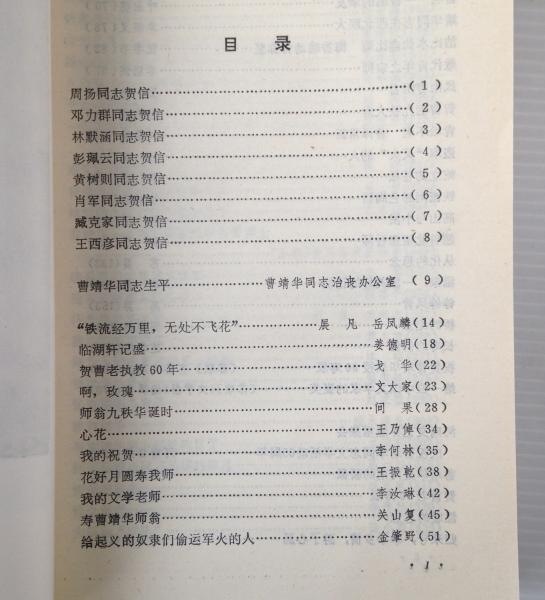 目 录
周扬同志贺信……………………………………(1)
邓力群同志贺信…………………………………(2)
林默涵同志贺信…………………………………(3)
彭珮云同志贺信…………………………………(4)
黄树则同志贺信…………………………………(5)
肖军同志贺信……………………………………(6)
臧克家同志贺信…………………………………(7)
王西彦同志贺信…………………………………(8)
曹靖华同志生平…………………曹靖华同志治丧办公室 (9)
“铁流经万里，无处不飞花”…………………展 凡 岳凤麟(14)
临湖轩记盛………………………………………姜德明(18)
贺曹老执教60年…………………………………戈 华(22)
啊，玫瑰…………………………………………文大家(23)
师翁九秩华诞时…………………………………问 果(28)
心花………………………………………………王乃倬(34)
我的祝贺…………………………………………李何林(35)
花好月圆寿我师…………………………………王振乾(38)
我的文学老师……………………………………李汝琳(42)
寿曹靖华师翁……………………………………关山复(45)
给起义的奴隶们偷运军火的人…………………金肇野(51)
· 1 ·